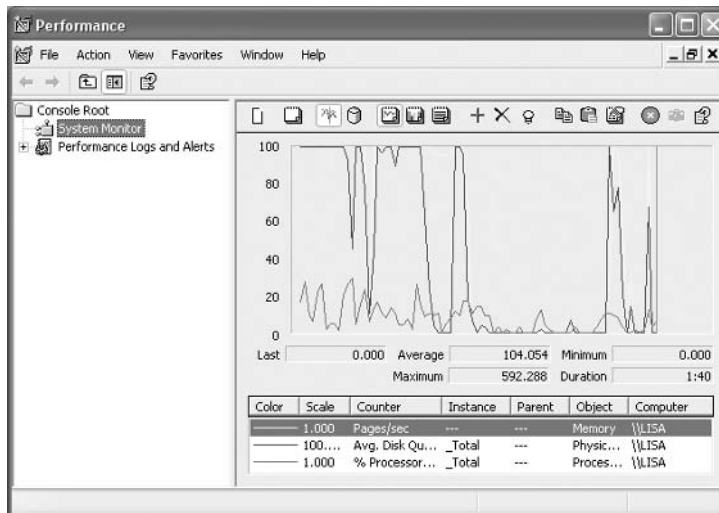 Performance
File Action View Favorites Window Help
Console Root
System Monitor
Performance Logs and Alerts
100
80
60
40
20
0
Last 0.000 Average 104.054 Minimum 0.000
Maximum 592.288 Duration 1:40
Color Scale Counter Instance Parent Object Computer
1.000 Pages/sec --- --- Memory \\LISA
100.... Avg. Disk Qu... _Total --- Physic... \\LISA
1.000 % Processor... _Total --- Proces... \\LISA